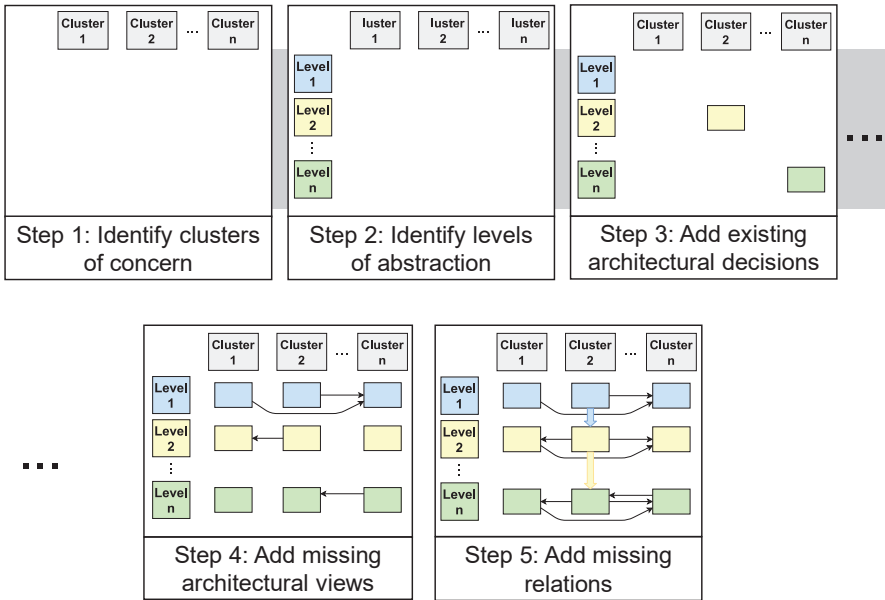 Cluster 1 Cluster 2 ... Cluster n
Step 1: Identify clusters
of concern
luster 1 luster 2 ... luster n
Level 1
Level 2
Level n
Step 2: Identify levels
of abstraction
Cluster 1 Cluster 2 ... Cluster n
Level 1
Level 2
Level n
Step 3: Add existing
architectural decisions
Cluster 1 Cluster 2 ... Cluster n
Level 1
Level 2
Level n
Step 4: Add missing
architectural views
Cluster 1 Cluster 2 ... Cluster n
Level 1
Level 2
Level n
Step 5: Add missing
relations